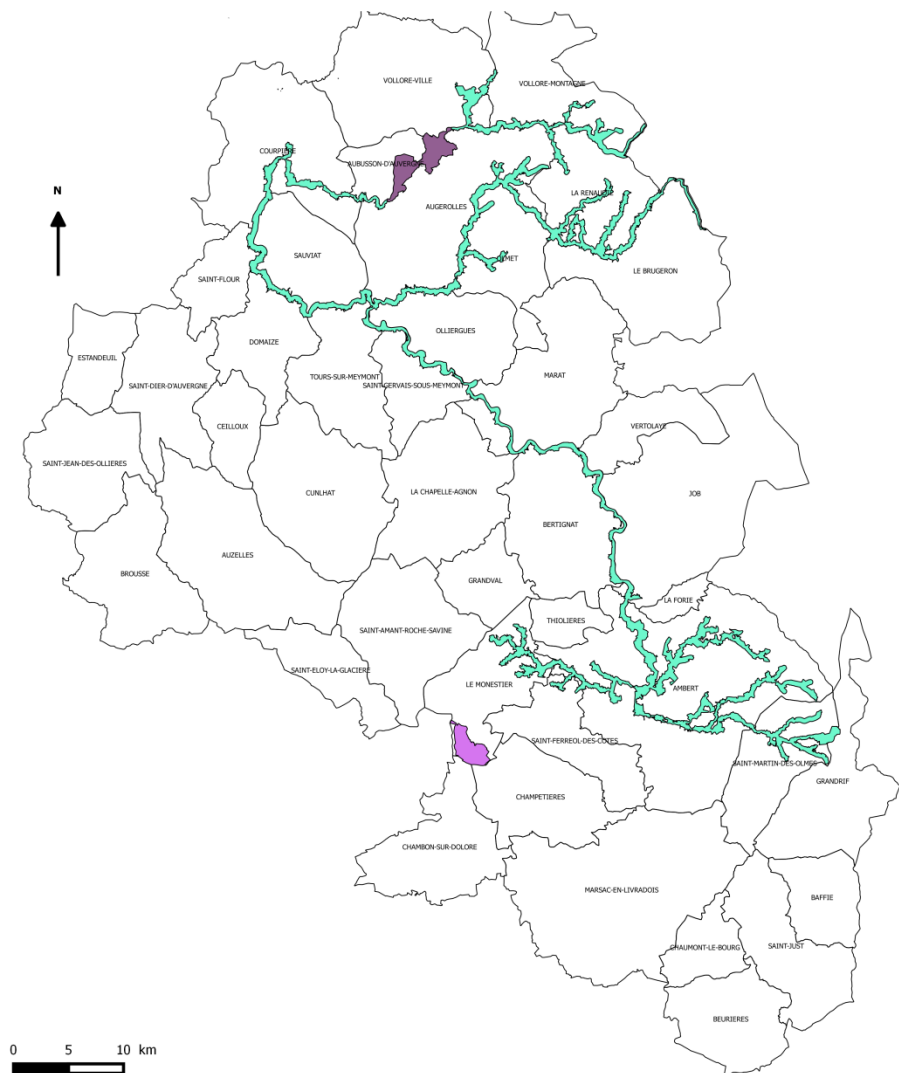 VOLLORE-VILLE
VOLLORE-MONTAGNE
COURPIERE
AUBUSSON-D'AUVERGNE
N
LA RENAUDIE
AUGEROLLES
SAUVIAT
OLMET
SAINT-FLOUR
LE BRUGERON
OLLIERGUES
DOMAIZE
ESTANDEUIL
TOURS-SUR-MEYMONT
MARAT
SAINT-DIER-D'AUVERGNE
SAINT-GERVAIS-SOUS-MEYMONT
CEILLOUX
VERTOLAYE
SAINT-JEAN-DES-OLLIERES
CUNLHAT
LA CHAPELLE-AGNON
JOB
BERTIGNAT
AUZELLES
BROUSSE
GRANDVAL
LA FORIE
THIOLIERES
SAINT-AMANT-ROCHE-SAVINE
SAINT-ELOY-LA-GLACIERE
LE MONESTIER
AMBERT
SAINT-FERREOL-DES-COTES
SAINT-MARTIN-DES-OLMES
GRANDRIF
CHAMPETIERES
CHAMBON-SUR-DOLORE
MARSAC-EN-LIVRADOIS
BAFFIE
CHAUMONT-LE-BOURG
SAINT-JUST
BEURIERES
0 5 10 km